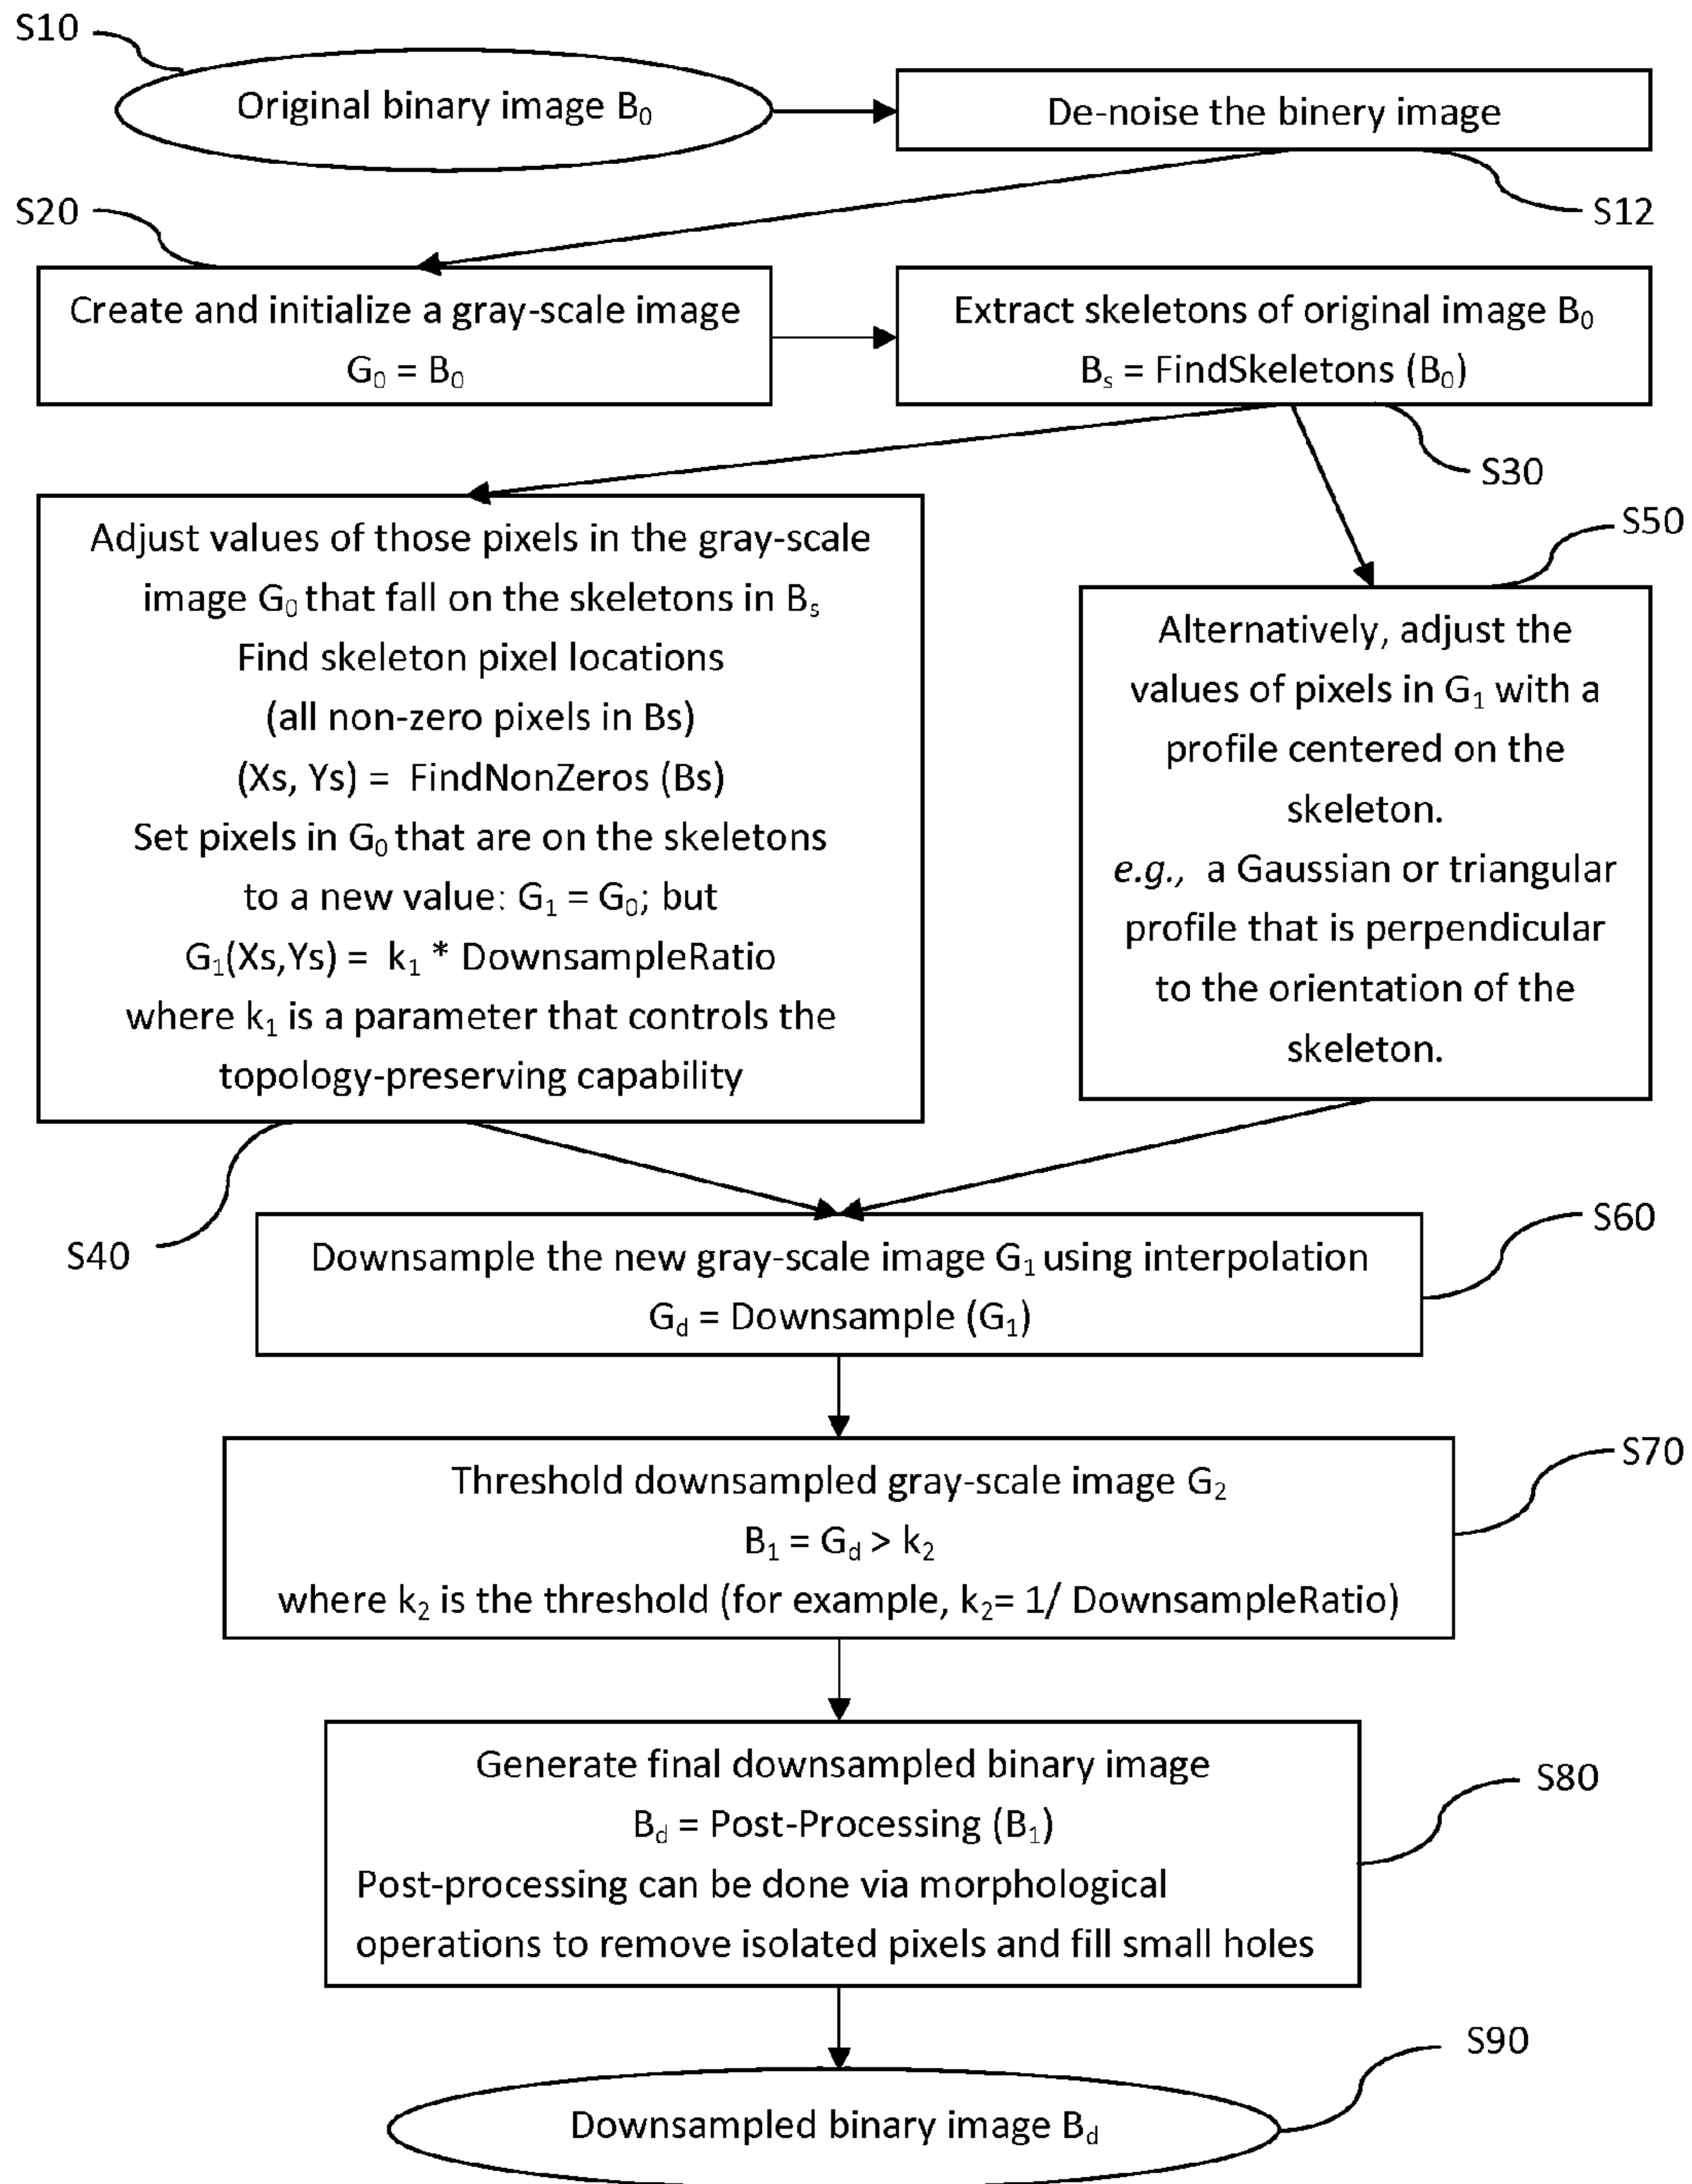 S10
Original binary image B₀
De-noise the binery image
S12
S20
Create and initialize a gray-scale image
G₀ = B₀
Extract skeletons of original image B₀
Bₛ = FindSkeletons (B₀)
S30
Adjust values of those pixels in the gray-scale
image G₀ that fall on the skeletons in Bₛ
Find skeleton pixel locations
(all non-zero pixels in Bs)
(Xs, Ys) = FindNonZeros (Bs)
Set pixels in G₀ that are on the skeletons
to a new value: G₁ = G₀; but
G₁(Xs,Ys) = k₁ * DownsampleRatio
where k₁ is a parameter that controls the
topology-preserving capability
S40
S50
Alternatively, adjust the
values of pixels in G₁ with a
profile centered on the
skeleton.
e.g., a Gaussian or triangular
profile that is perpendicular
to the orientation of the
skeleton.
S60
Downsample the new gray-scale image G₁ using interpolation
G_d = Downsample (G₁)
S70
Threshold downsampled gray-scale image G₂
B₁ = G_d > k₂
where k₂ is the threshold (for example, k₂= 1/ DownsampleRatio)
Generate final downsampled binary image
B_d = Post-Processing (B₁)
Post-processing can be done via morphological
operations to remove isolated pixels and fill small holes
S80
S90
Downsampled binary image B_d